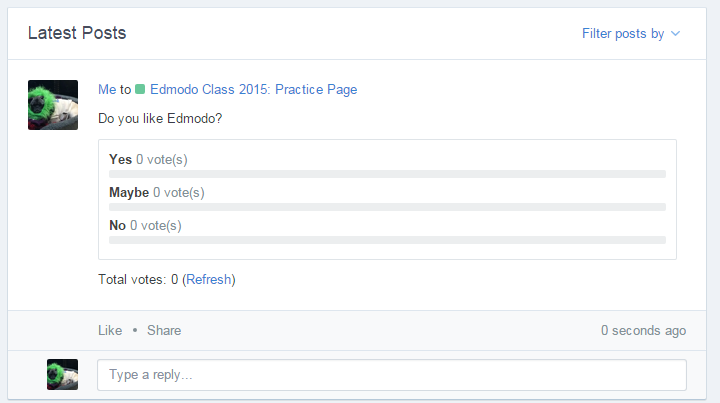 Latest Posts
Filter posts by
Me to Edmodo Class 2015: Practice Page
Do you like Edmodo?
Yes 0 vote(s)
Maybe 0 vote(s)
No 0 vote(s)
Total votes: 0 (Refresh)
Like • Share
0 seconds ago
Type a reply...